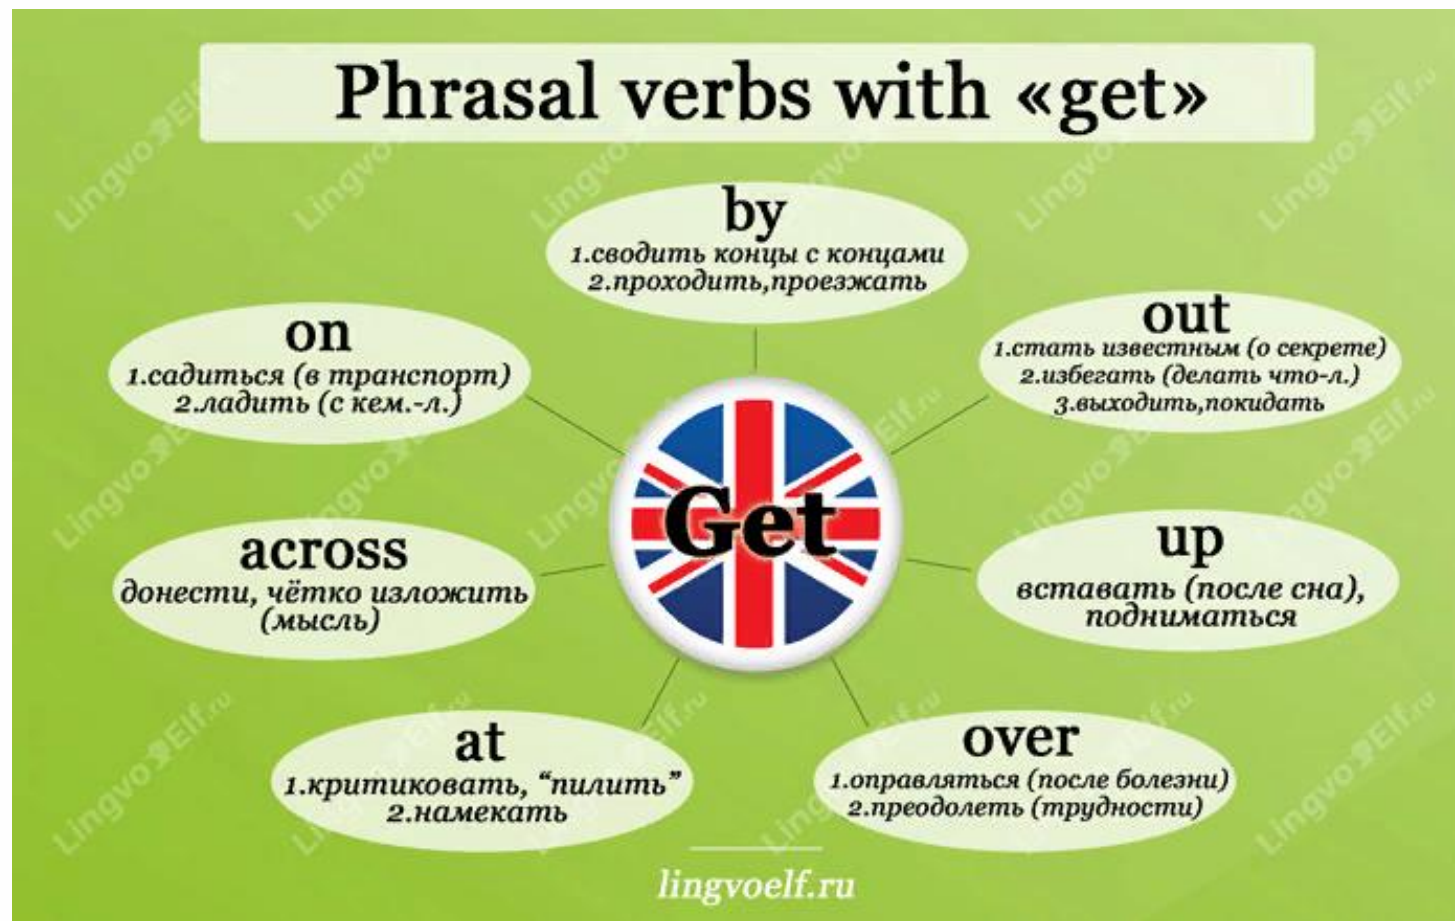 Phrasal verbs with «get»
by
1.сводить концы с концами
2.проходить,проезжать
on
1.садиться (в транспорт)
2.ладить (с кем.-л.)
out
1.стать известным (о секрете)
2.избегать (делать что-л.)
3.выходить,покидать
Get
across
донести, чётко изложить
(мысль)
up
вставать (после сна),
подниматься
at
1.критиковать, “пилить”
2.намекать
over
1.оправляться (после болезни)
2.преодолеть (трудности)
lingvoelf.ru